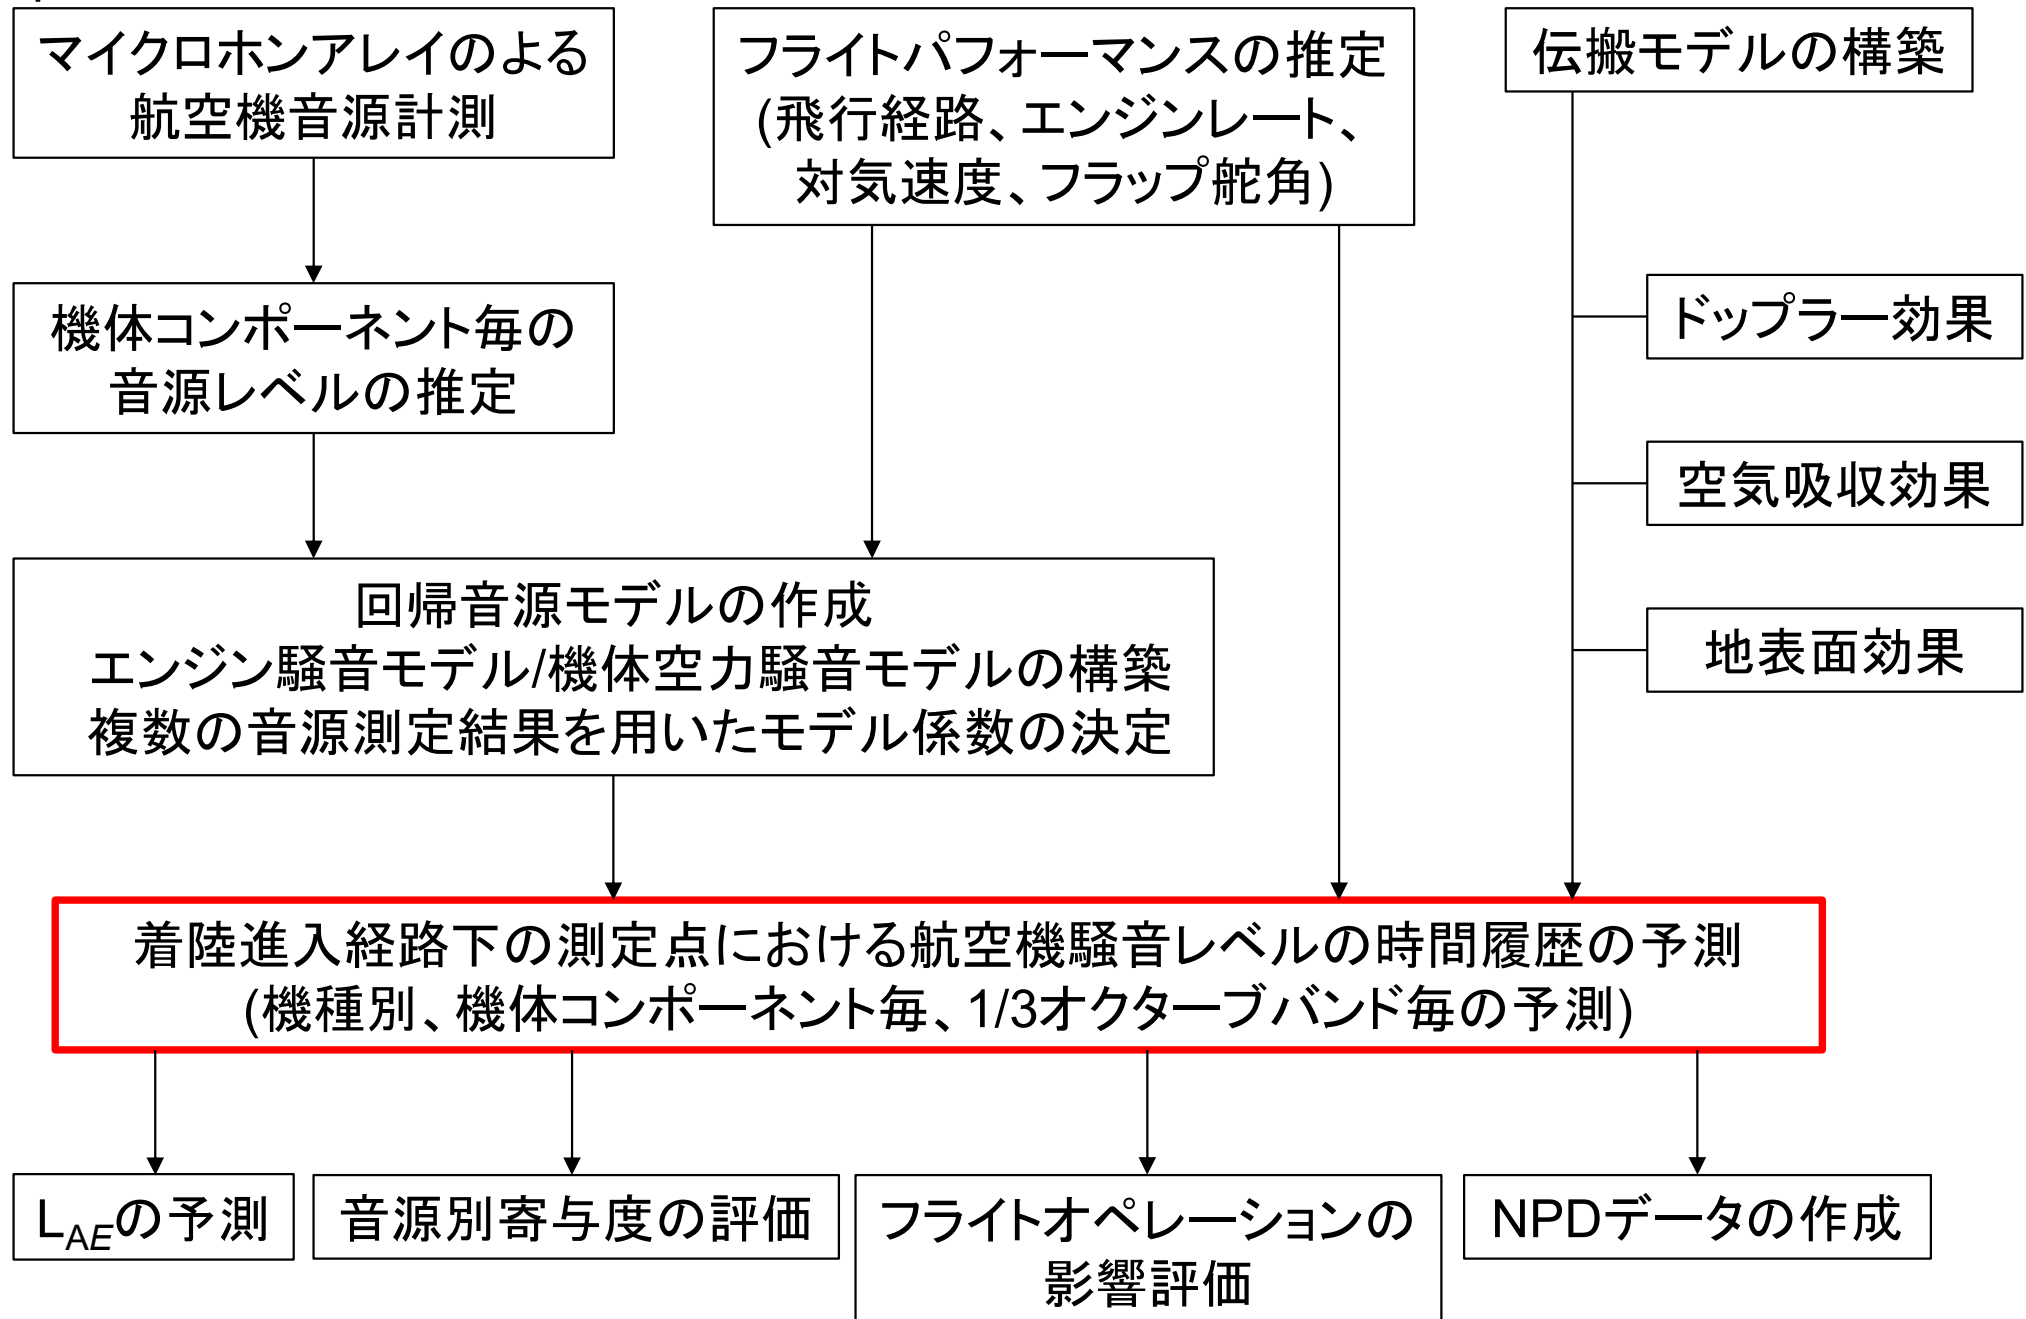 マイクロホンアレイのよる
航空機音源計測
フライトパフォーマンスの推定
(飛行経路、エンジンレート、
対気速度、フラップ舵角)
伝搬モデルの構築
機体コンポーネント毎の
音源レベルの推定
ドップラー効果
空気吸収効果
地表面効果
回帰音源モデルの作成
エンジン騒音モデル/機体空力騒音モデルの構築
複数の音源測定結果を用いたモデル係数の決定
着陸進入経路下の測定点における航空機騒音レベルの時間履歴の予測
(機種別、機体コンポーネント毎、1/3オクターブバンド毎の予測)
LAEの予測
音源別寄与度の評価
フライトオペレーションの
影響評価
NPDデータの作成